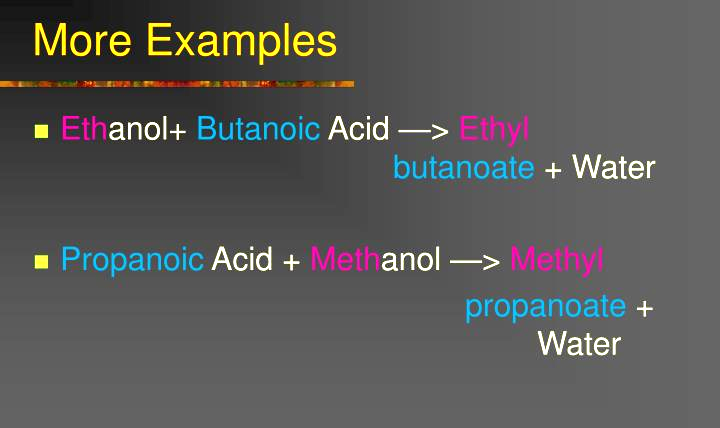 More Examples
Ethanol+ Butanoic Acid —> Ethyl
butanoate + Water
Propanoic Acid + Methanol —> Methyl
propanoate +
Water